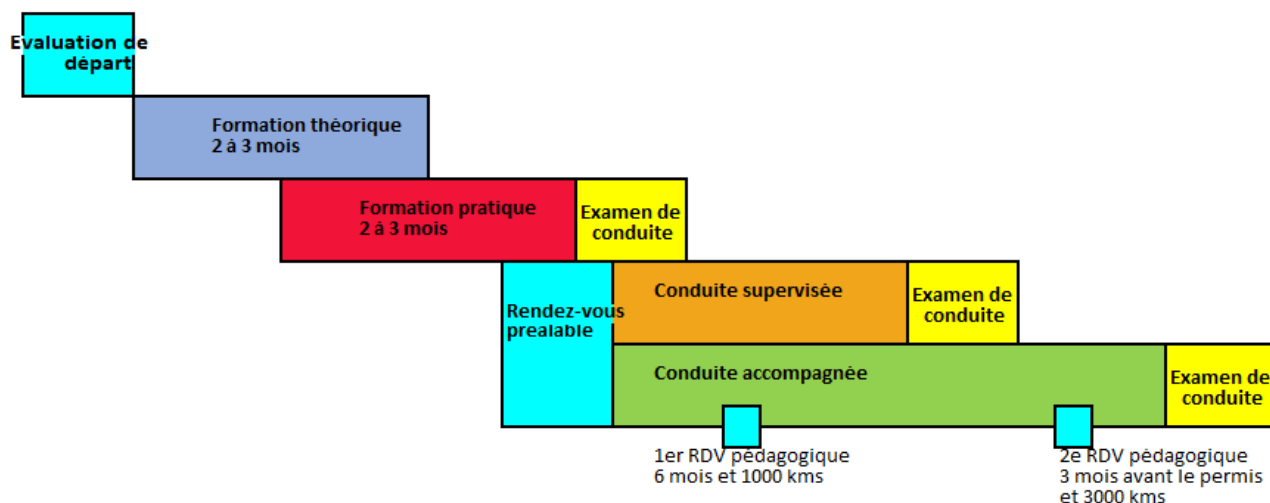 Evaluation de
départ
Formation théorique
2 à 3 mois
Formation pratique
2 à 3 mois
Examen de
conduite
Rendez-vous
préalable
Conduite supervisée
Examen de
conduite
Conduite accompagnée
Examen de
conduite
1er RDV pédagogique
6 mois et 1000 kms
2e RDV pédagogique
3 mois avant le permis
et 3000 kms